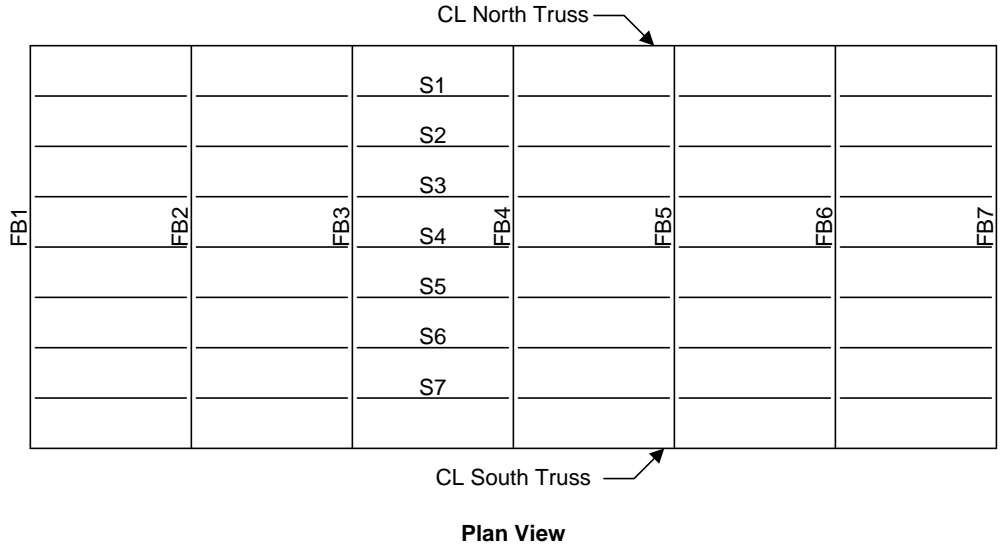 CL North Truss
S1
S2
S3
FB1
FB2
FB3
S4
FB4
FB5
FB6
FB7
S5
S6
S7
CL South Truss
Plan View